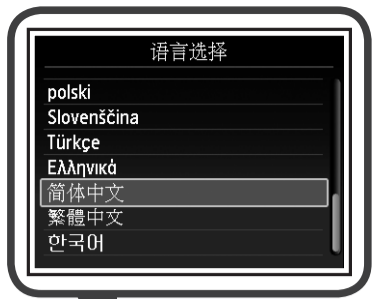 语言选择
polski
Slovenščina
Türkçe
Ελληνικά
简体中文
繁體中文
한국어